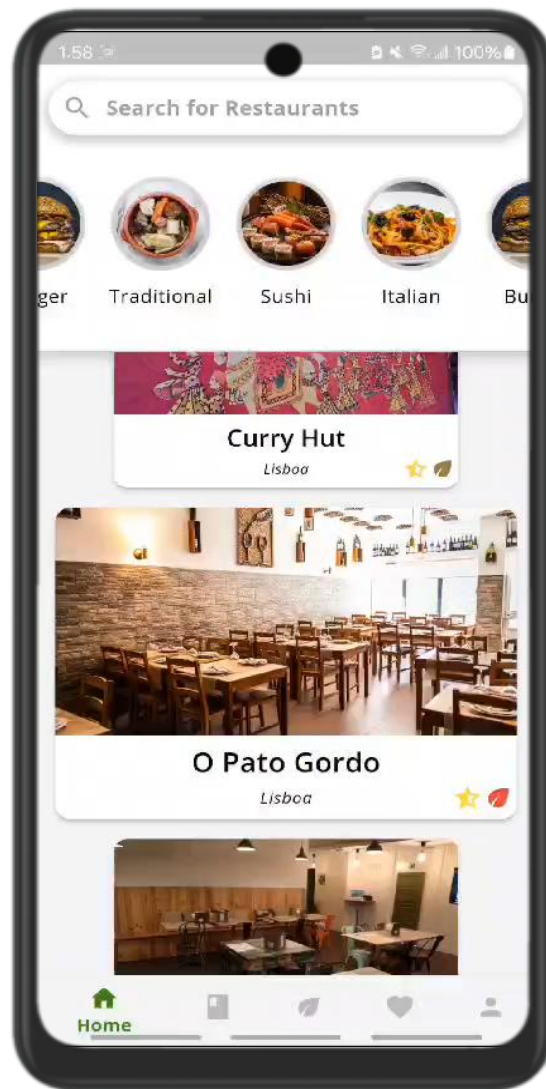 1.58 100%
Search for Restaurants
ger Traditional Sushi Italian Bu
Curry Hut
Lisboa
O Pato Gordo
Lisboa
Home